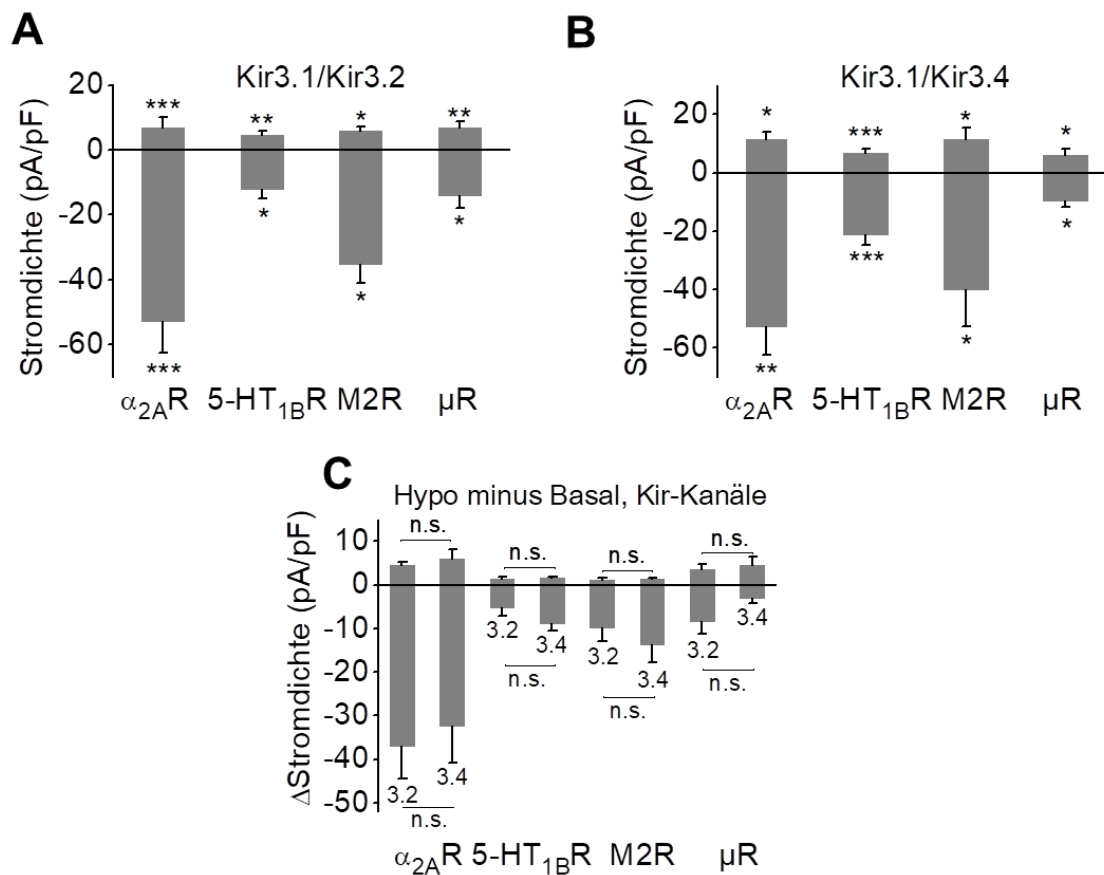 A
Kir3.1/Kir3.2
Stromdichte (pA/pF)
20
0
-20
-40
-60
*** ** * **
*** * * *
α2AR 5-HT1BR M2R µR
B
Kir3.1/Kir3.4
Stromdichte (pA/pF)
20
0
-20
-40
-60
* *** * *
** *** * *
α2AR 5-HT1BR M2R µR
C
Hypo minus Basal, Kir-Kanäle
ΔStromdichte (pA/pF)
10
0
-10
-20
-30
-40
-50
n.s. n.s. n.s. n.s.
3.2 3.4 3.2 3.4 3.2 3.4 3.2 3.4
n.s. n.s. n.s. n.s.
α2AR 5-HT1BR M2R µR